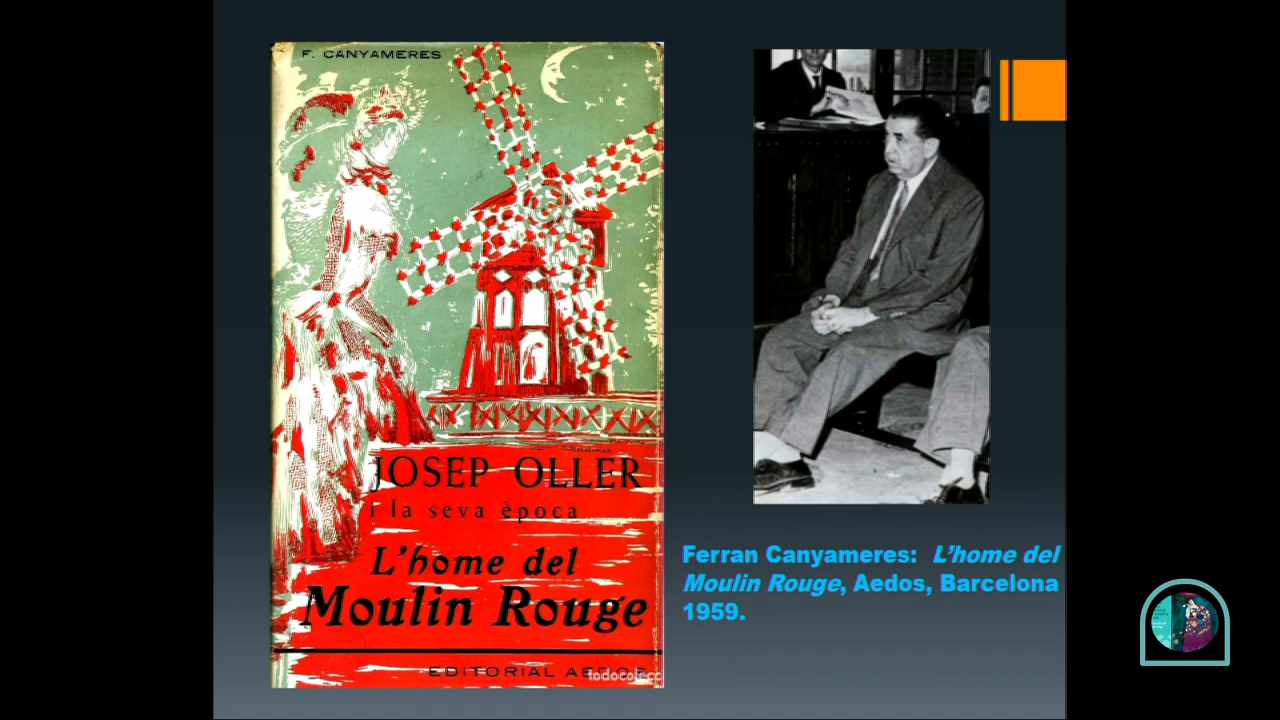 F. CANYAMERES
JOSEP OLLER
i la seva època
L'home del
Moulin Rouge
EDITORIAL AEDOS
todocolecc
Ferran Canyameres: L'home del
Moulin Rouge, Aedos, Barcelona
1959.